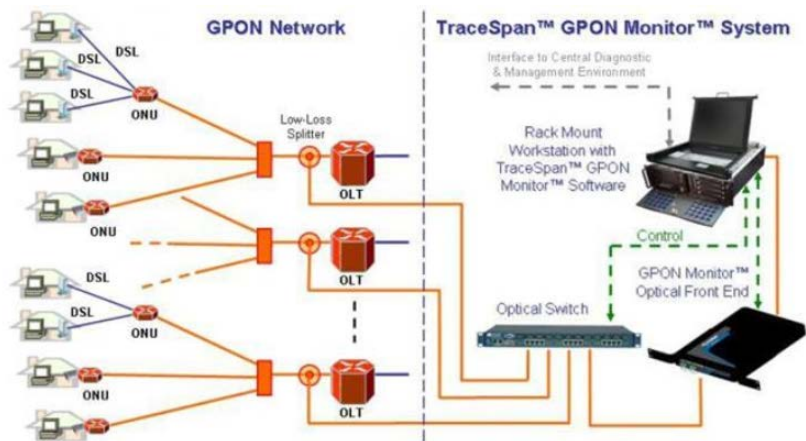 GPON Network
TraceSpan™ GPON Monitor™ System
DSL
DSL
DSL
ONU
Low-Loss
Splitter
OLT
ONU
ONU
OLT
DSL
DSL
ONU
ONU
OLT
Interface to Central Diagnostic
& Management Environment
Rack Mount
Workstation with
TraceSpan™ GPON
Monitor™ Software
Control
GPON Monitor™
Optical Front End
Optical Switch